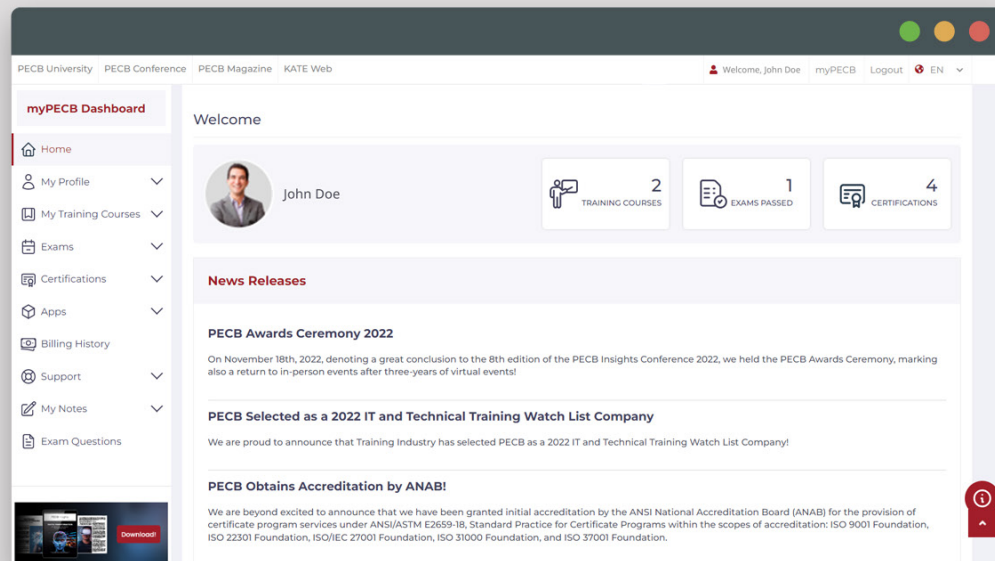 PECB University PECB Conference PECB Magazine KATE Web
Welcome, John Doe myPECB Logout EN
myPECB Dashboard
Home
My Profile
My Training Courses
Exams
Certifications
Apps
Billing History
Support
My Notes
Exam Questions
Download!
Welcome
John Doe
2
TRAINING COURSES
1
EXAMS PASSED
4
CERTIFICATIONS
News Releases
PECB Awards Ceremony 2022
On November 18th, 2022, denoting a great conclusion to the 8th edition of the PECB Insights Conference 2022, we held the PECB Awards Ceremony, marking
also a return to in-person events after three-years of virtual events!
PECB Selected as a 2022 IT and Technical Training Watch List Company
We are proud to announce that Training Industry has selected PECB as a 2022 IT and Technical Training Watch List Company!
PECB Obtains Accreditation by ANAB!
We are beyond excited to announce that we have been granted initial accreditation by the ANSI National Accreditation Board (ANAB) for the provision of
certificate program services under ANSI/ASTM E2659-18, Standard Practice for Certificate Programs within the scopes of accreditation: ISO 9001 Foundation,
ISO 22301 Foundation, ISO/IEC 27001 Foundation, ISO 31000 Foundation, and ISO 37001 Foundation.